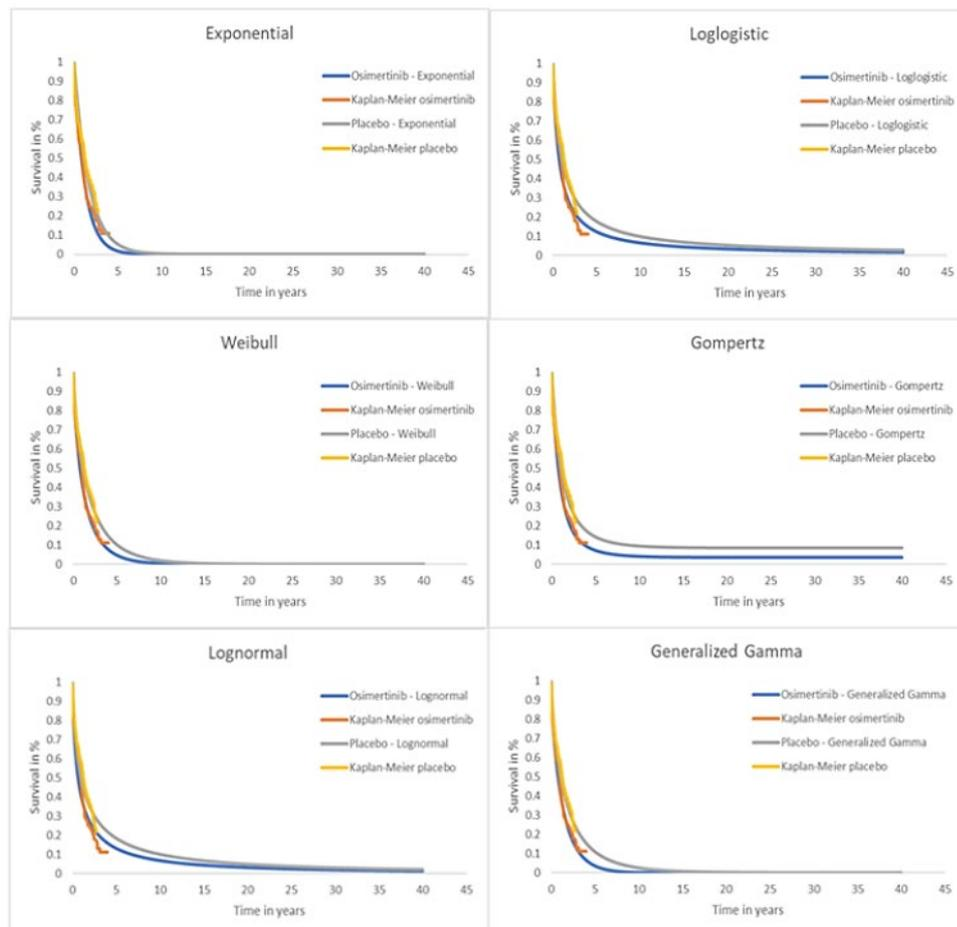 Exponential
Survival in %
1
0.9
0.8
0.7
0.6
0.5
0.4
0.3
0.2
0.1
0
0 5 10 15 20 25 30 35 40 45
Time in years
Osimertinib - Exponential
Kaplan-Meier osimertinib
Placebo - Exponential
Kaplan-Meier placebo
Loglogistic
Survival in %
1
0.9
0.8
0.7
0.6
0.5
0.4
0.3
0.2
0.1
0
0 5 10 15 20 25 30 35 40 45
Time in years
Osimertinib - Loglogistic
Kaplan-Meier osimertinib
Placebo - Loglogistic
Kaplan-Meier placebo
Weibull
Survival in %
1
0.9
0.8
0.7
0.6
0.5
0.4
0.3
0.2
0.1
0
0 5 10 15 20 25 30 35 40 45
Time in years
Osimertinib - Weibull
Kaplan-Meier osimertinib
Placebo - Weibull
Kaplan-Meier placebo
Gompertz
Survival in %
1
0.9
0.8
0.7
0.6
0.5
0.4
0.3
0.2
0.1
0
0 5 10 15 20 25 30 35 40 45
Time in years
Osimertinib - Gompertz
Kaplan-Meier osimertinib
Placebo - Gompertz
Kaplan-Meier placebo
Lognormal
Survival in %
1
0.9
0.8
0.7
0.6
0.5
0.4
0.3
0.2
0.1
0
0 5 10 15 20 25 30 35 40 45
Time in years
Osimertinib - Lognormal
Kaplan-Meier osimertinib
Placebo - Lognormal
Kaplan-Meier placebo
Generalized Gamma
Survival in %
1
0.9
0.8
0.7
0.6
0.5
0.4
0.3
0.2
0.1
0
0 5 10 15 20 25 30 35 40 45
Time in years
Osimertinib - Generalized Gamma
Kaplan-Meier osimertinib
Placebo - Generalized Gamma
Kaplan-Meier placebo